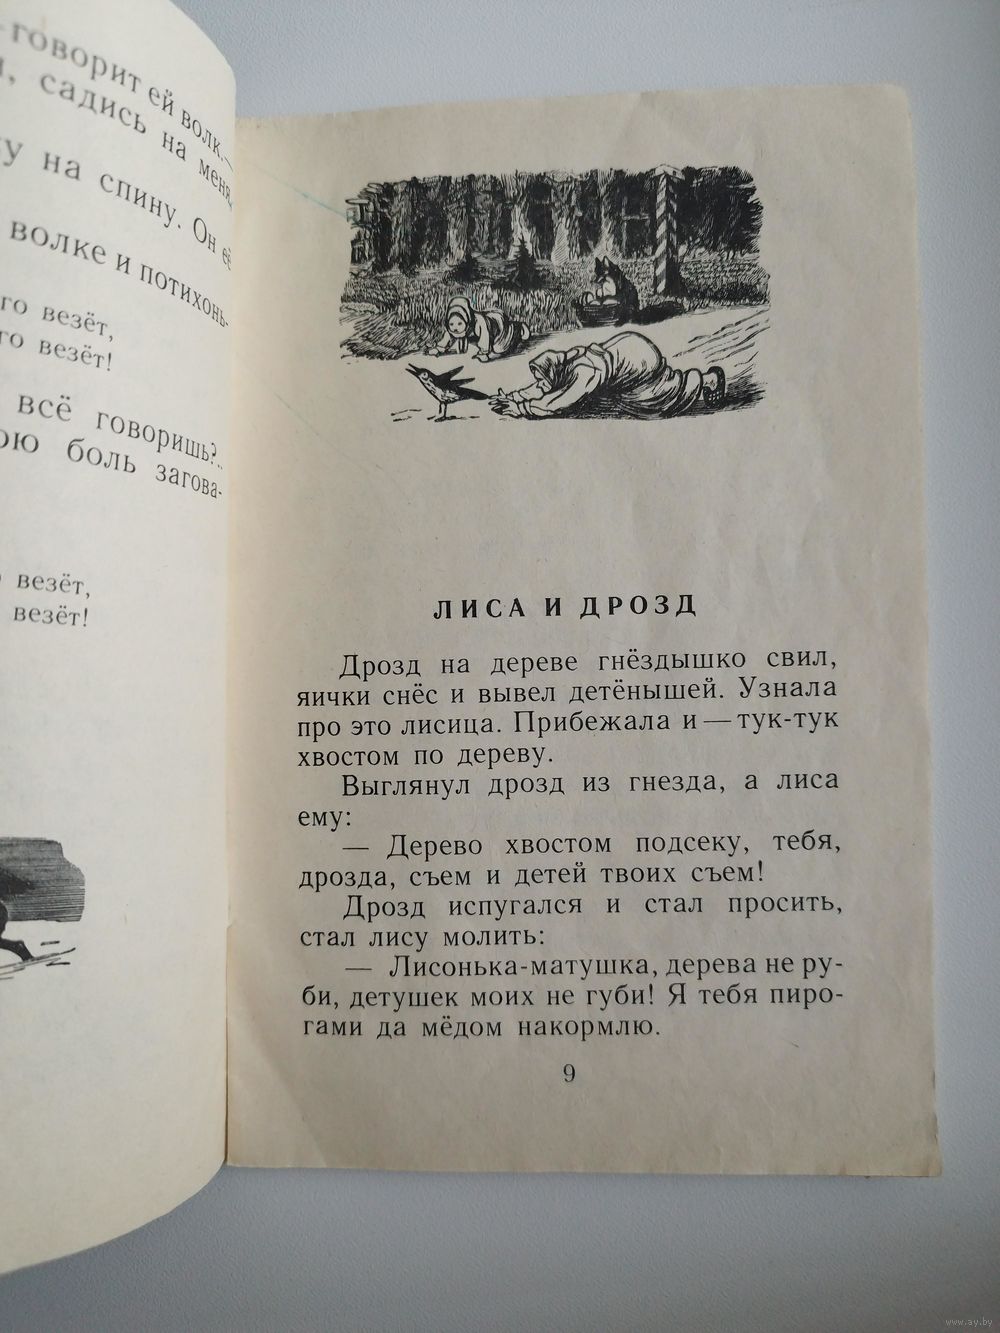 говорит ей волк.—
садись на меня,
на спину. Он её
волке и потихонь-
везёт,
везёт!
всё говоришь?..
боль загова-
везёт,
везёт!
ЛИСА И ДРОЗД
Дрозд на дереве гнёздышко свил,
яички снёс и вывел детёнышей. Узнала
про это лисица. Прибежала и — тук-тук
хвостом по дереву.
Выглянул дрозд из гнезда, а лиса
ему:
— Дерево хвостом подсеку, тебя,
дрозда, съем и детей твоих съем!
Дрозд испугался и стал просить,
стал лису молить:
— Лисонька-матушка, дерева не ру-
би, детушек моих не губи! Я тебя пиро-
гами да мёдом накормлю.
9
www.ay.by